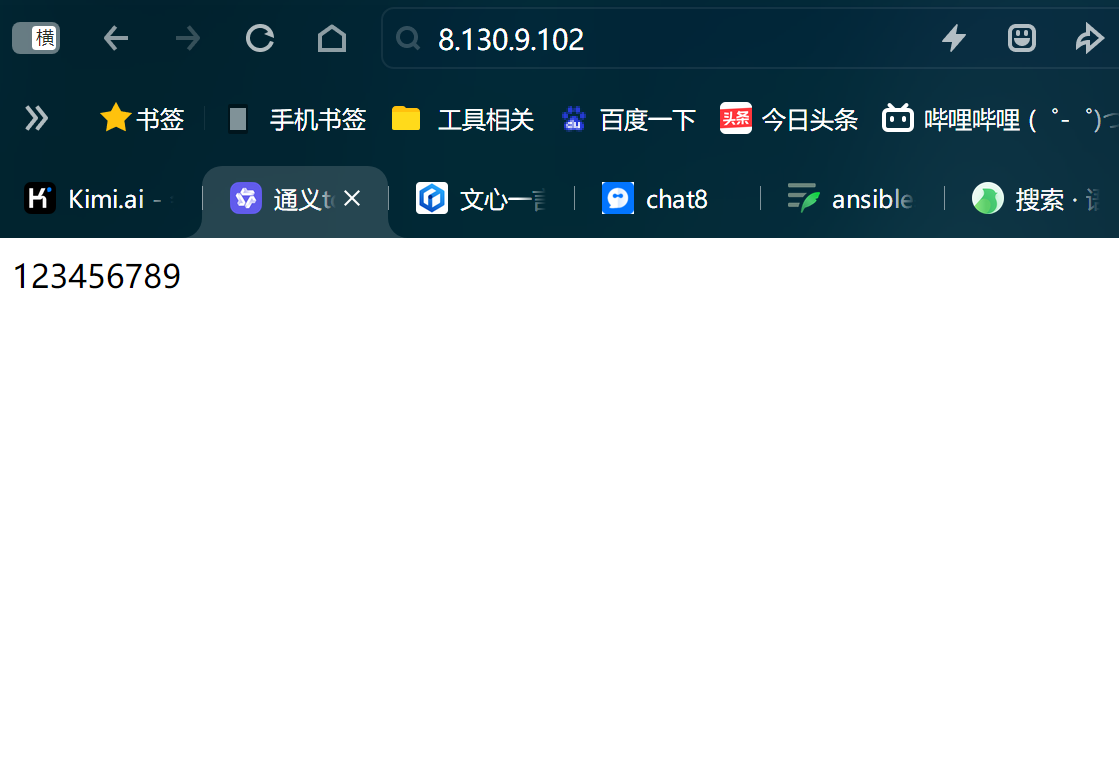 横 8.130.9.102
书签 手机书签 工具相关 百度一下 头条 今日头条 哔哩哔哩 ( ゜- ゜)つ
Kimi.ai - 通义 文心一言 chat8 ansible 搜索 ·
123456789